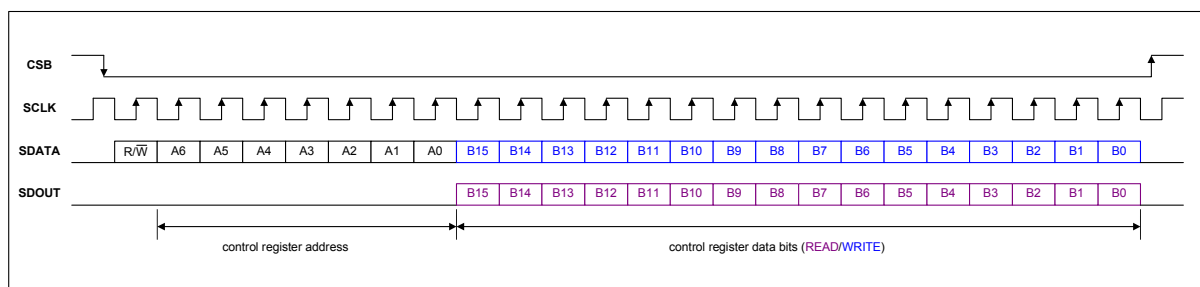 CSB
SCLK
SDATA R/W̅ A6 A5 A4 A3 A2 A1 A0 B15 B14 B13 B12 B11 B10 B9 B8 B7 B6 B5 B4 B3 B2 B1 B0
SDOUT B15 B14 B13 B12 B11 B10 B9 B8 B7 B6 B5 B4 B3 B2 B1 B0
control register address control register data bits (READ/WRITE)